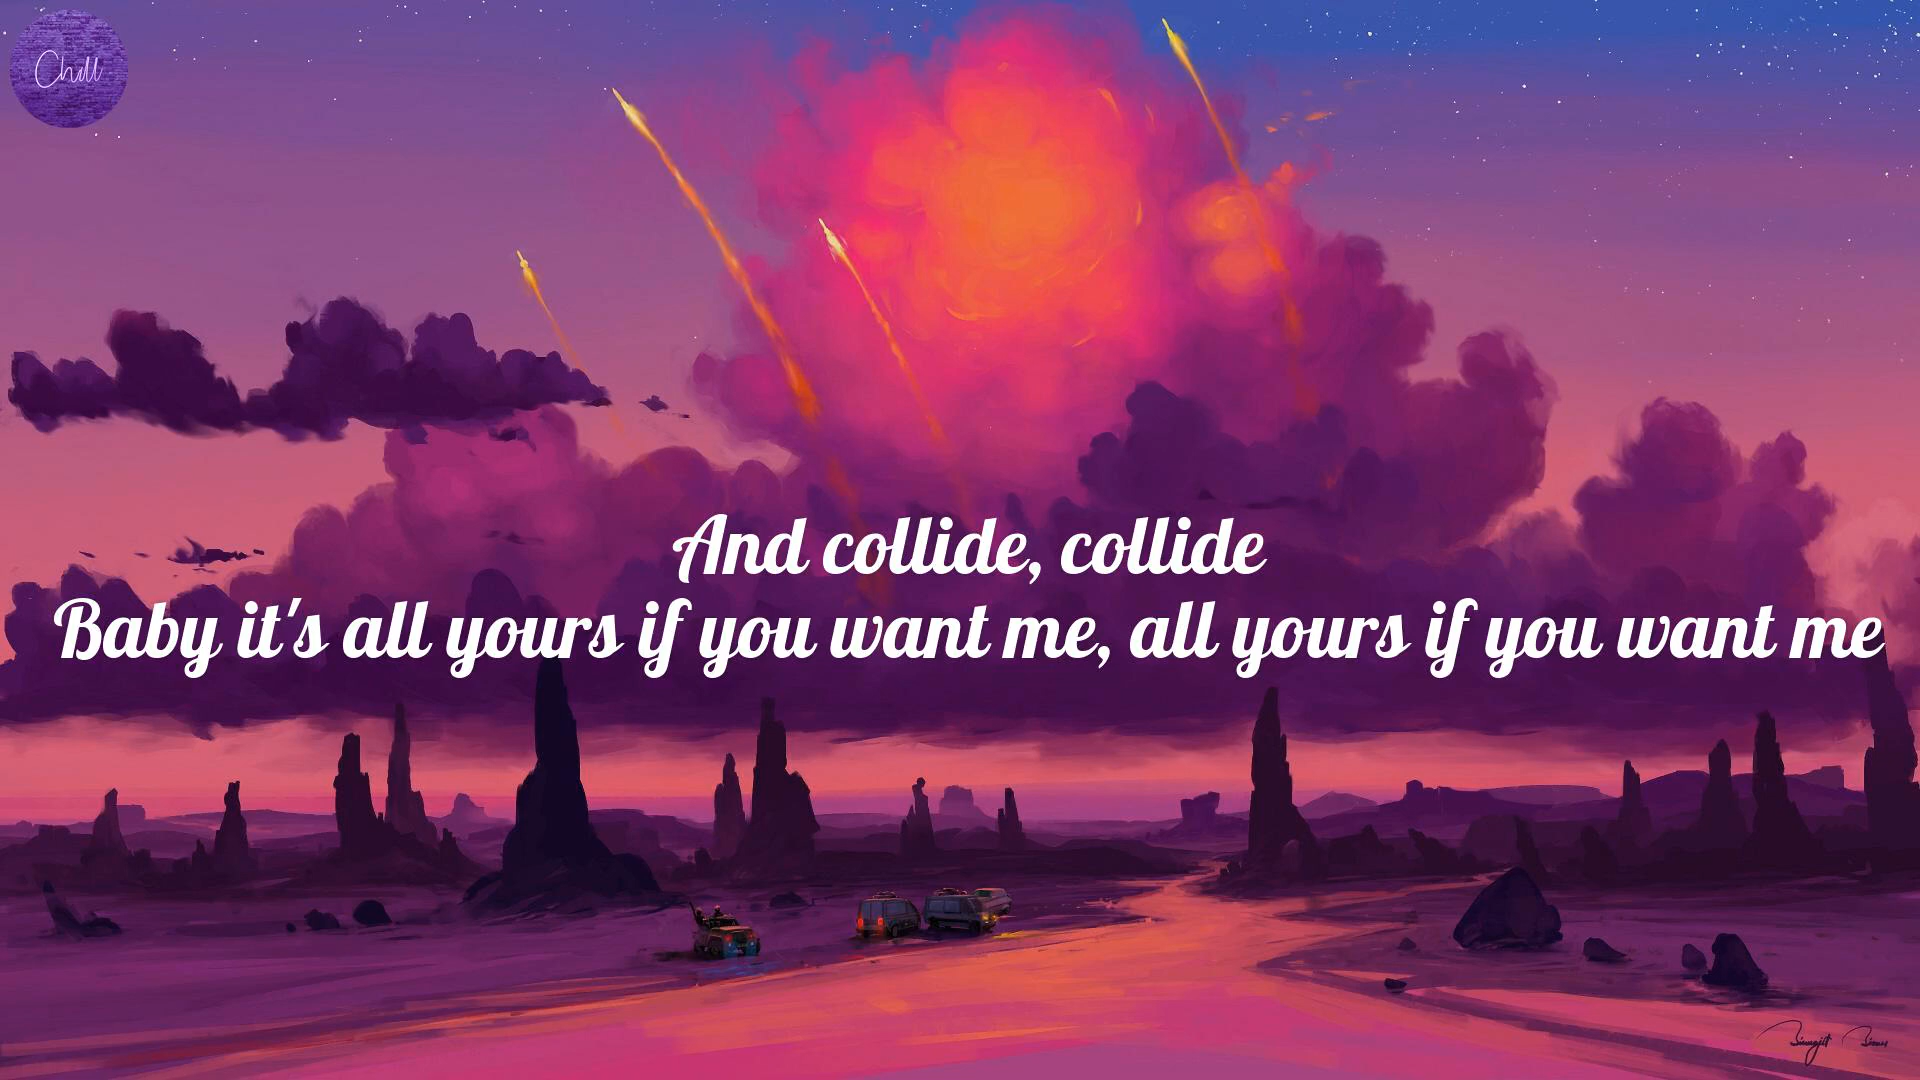 Chill
And collide, collide
Baby it's all yours if you want me, all yours if you want me